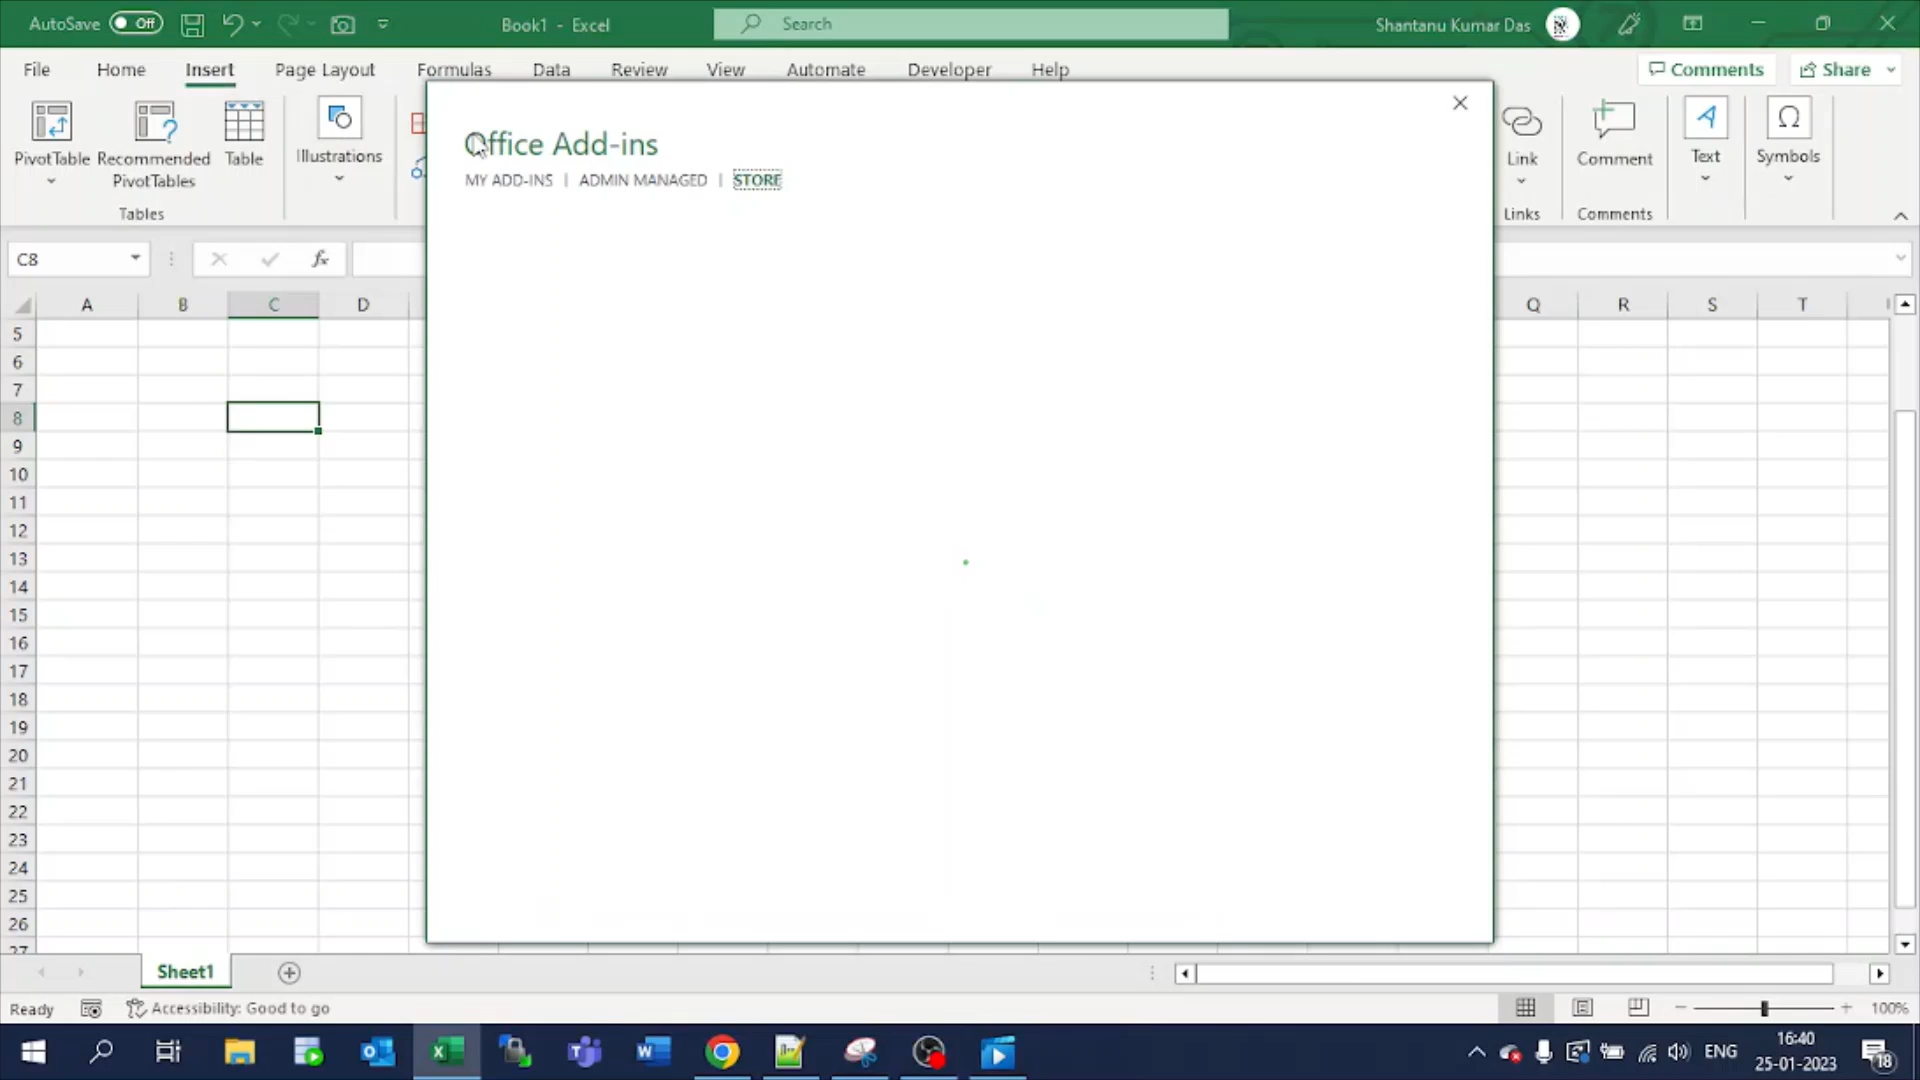 AutoSave Off
Book1 - Excel
Search
Shantanu Kumar Das
File Home Insert Page Layout Formulas Data Review View Automate Developer Help
Comments Share
PivotTable
Recommended
PivotTables
Table
Illustrations
Link
Comment
Text
Symbols
Tables
Links
Comments
Office Add-ins
MY ADD-INS | ADMIN MANAGED | STORE
C8
fx
A B C D Q R S T
5
6
7
8
9
10
11
12
13
14
15
16
17
18
19
20
21
22
23
24
25
26
27
Sheet1
Ready
Accessibility: Good to go
100%
ENG
16:40
25-01-2023
18